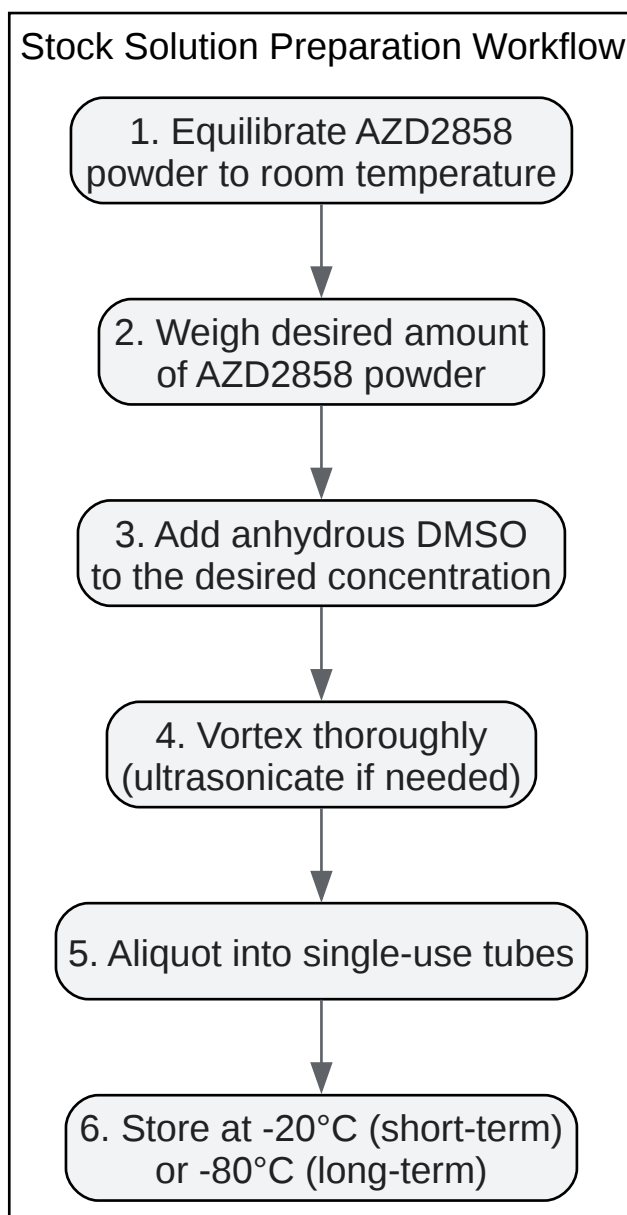 Stock Solution Preparation Workflow
1. Equilibrate AZD2858
powder to room temperature
2. Weigh desired amount
of AZD2858 powder
3. Add anhydrous DMSO
to the desired concentration
4. Vortex thoroughly
(ultrasonicate if needed)
5. Aliquot into single-use tubes
6. Store at -20°C (short-term)
or -80°C (long-term)